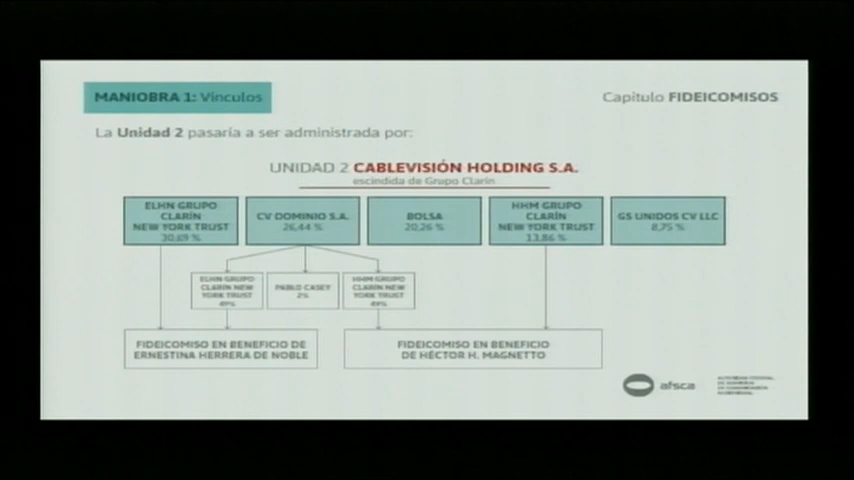 MANIOBRA 1: Vínculos
Capítulo FIDEICOMISOS
La Unidad 2 pasaría a ser administrada por:
UNIDAD 2 CABLEVISIÓN HOLDING S.A.
escindida de Grupo Clarín
ELHN GRUPO
CLARÍN
NEW YORK TRUST
CV DOMINIO S.A.
26,44 %
BOLSA
20,26 %
HHM GRUPO
CLARÍN
NEW YORK TRUST
13,86 %
GS UNIDOS CV LLC
8,75 %
ELHN GRUPO
CLARÍN NEW
YORK TRUST
49%
PABLO CASEY
2%
HHM GRUPO
CLARÍN NEW
YORK TRUST
49%
FIDEICOMISO EN BENEFICIO DE
ERNESTINA HERRERA DE NOBLE
FIDEICOMISO EN BENEFICIO
DE HÉCTOR H. MAGNETTO
afsca